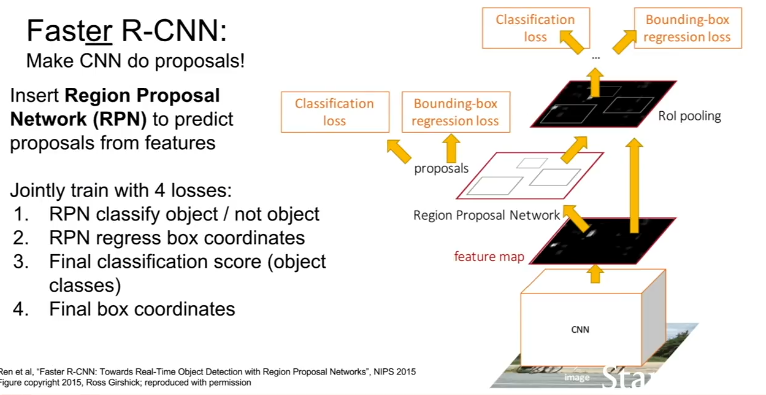 Faster R-CNN:
Make CNN do proposals!
Insert Region Proposal
Network (RPN) to predict
proposals from features
Jointly train with 4 losses:
1. RPN classify object / not object
2. RPN regress box coordinates
3. Final classification score (object
classes)
4. Final box coordinates
Classification
loss
Bounding-box
regression loss
...
RoI pooling
Classification
loss
Bounding-box
regression loss
proposals
Region Proposal Network
feature map
CNN
image
Ren et al, "Faster R-CNN: Towards Real-Time Object Detection with Region Proposal Networks", NIPS 2015
Figure copyright 2015, Ross Girshick; reproduced with permission